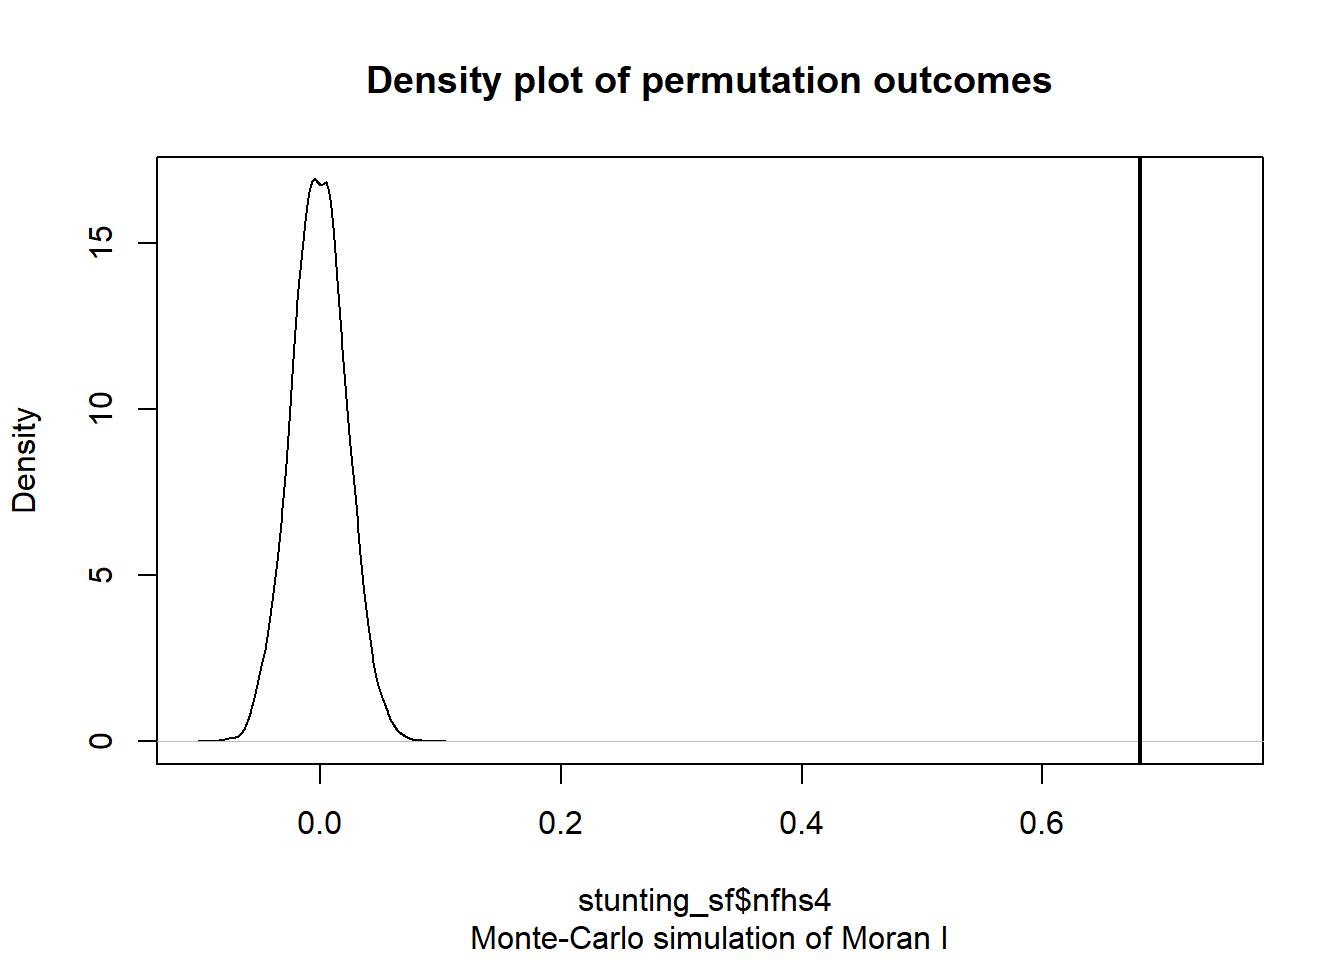 Density plot of permutation outcomes
Density
15
10
5
0
0.0 0.2 0.4 0.6
stunting_sf$nfhs4
Monte-Carlo simulation of Moran I